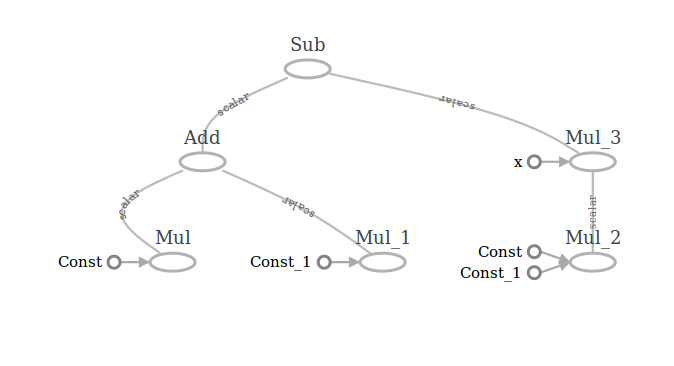 Sub
scalar
scalar
Add
Mul_3
x
scalar
scalar
scalar
Mul
Mul_1
Mul_2
Const
Const_1
Const
Const_1